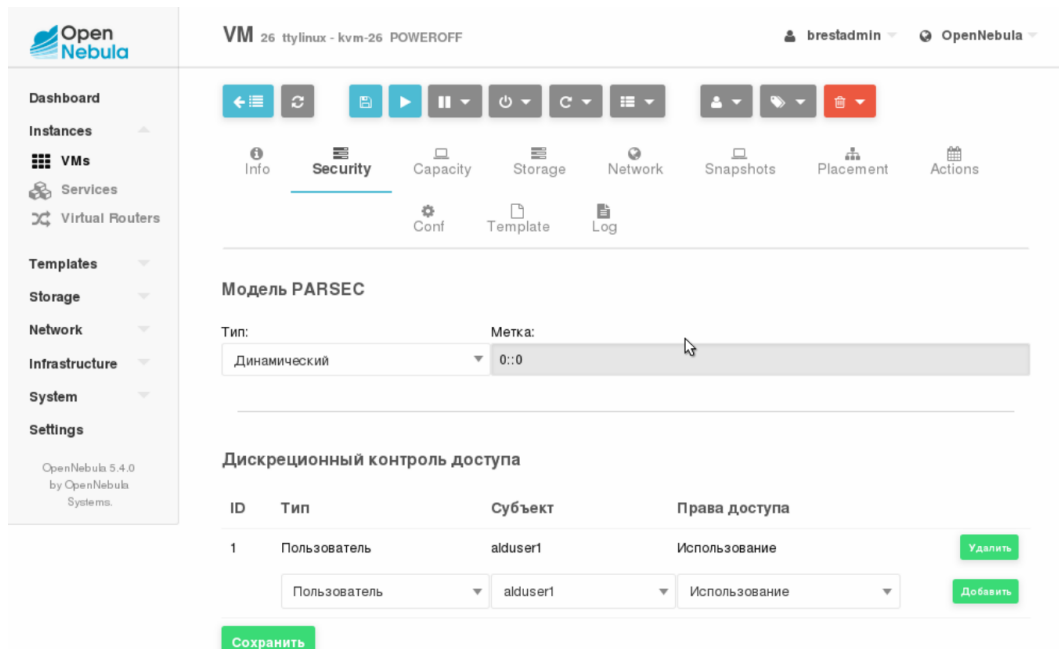 Open
Nebula
VM 26 ttylinux - kvm-26 POWEROFF
brestadmin
OpenNebula
Dashboard
Instances
VMs
Services
Virtual Routers
Templates
Storage
Network
Infrastructure
System
Settings
OpenNebula 5.4.0
by OpenNebula
Systems.
Info Security Capacity Storage Network Snapshots Placement Actions
Conf Template Log
Модель PARSEC
Тип: Метка:
Динамический 0::0
Дискреционный контроль доступа
ID Тип Субъект Права доступа
1 Пользователь alduser1 Использование Удалить
Пользователь alduser1 Использование Добавить
Сохранить